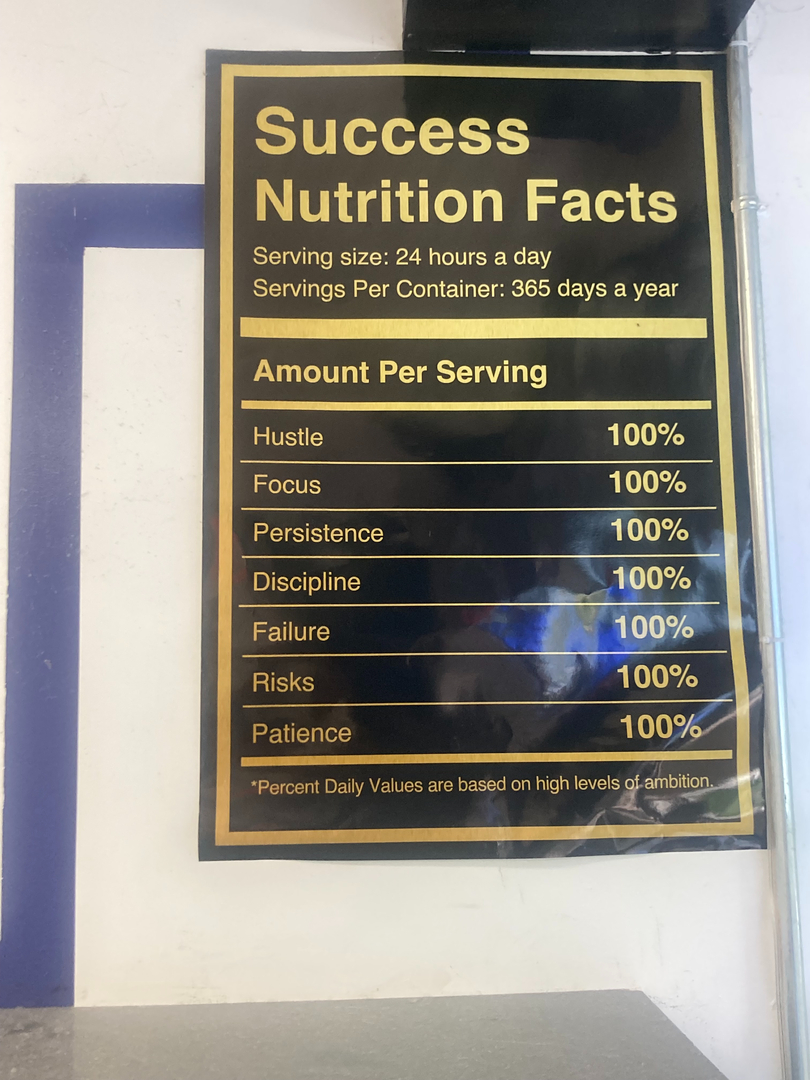 Success
Nutrition Facts
Serving size: 24 hours a day
Servings Per Container: 365 days a year
Amount Per Serving
Hustle 100%
Focus 100%
Persistence 100%
Discipline 100%
Failure 100%
Risks 100%
Patience 100%
*Percent Daily Values are based on high levels of ambition.